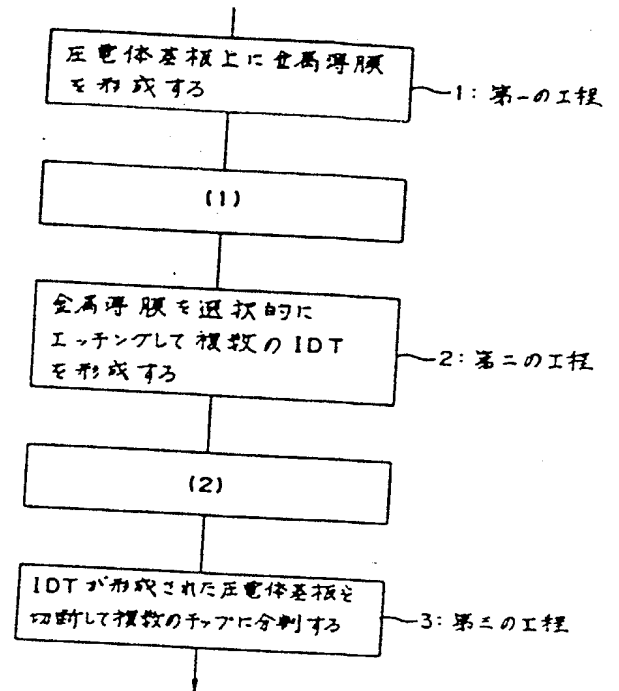 圧電体基板上に金属薄膜
を形成する
1: 第一の工程
(1)
金属薄膜を選択的に
エッチングして複数のIDT
を形成する
2: 第二の工程
(2)
IDTが形成された圧電体基板を
切断して複数のチップに分割する
3: 第三の工程